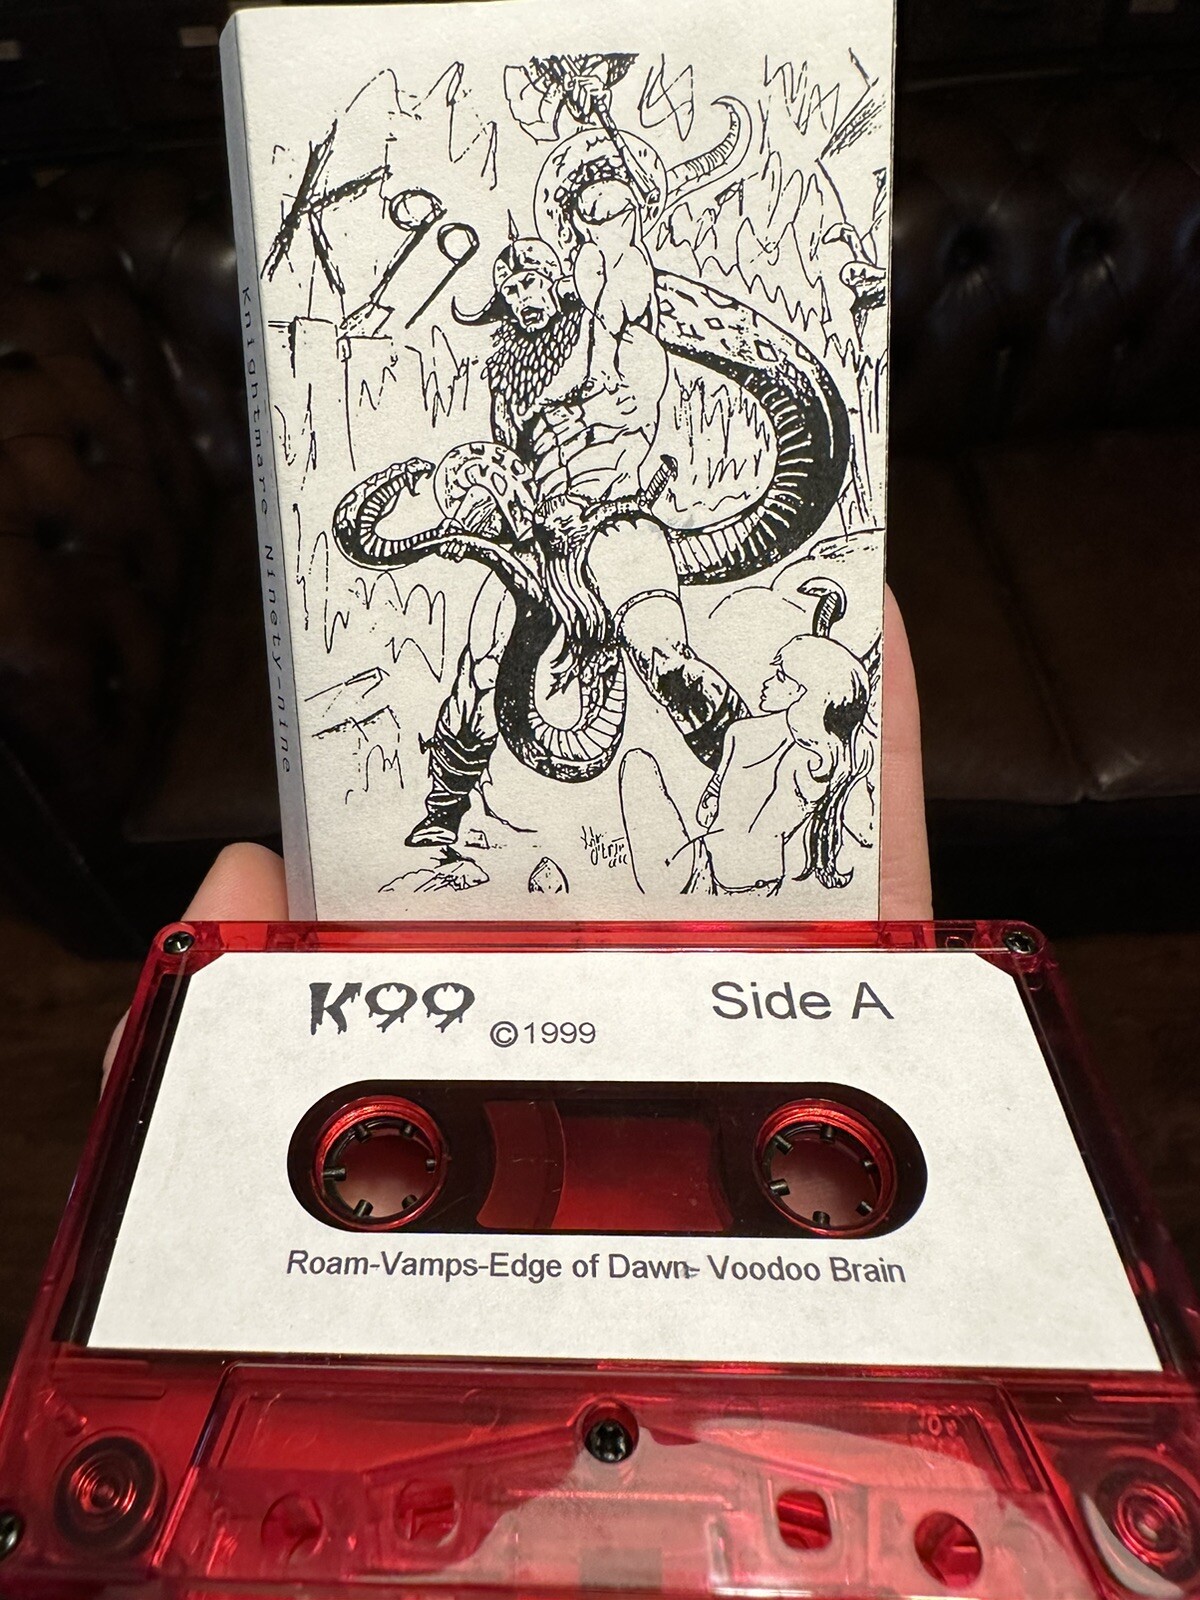 K99
Knightmare Ninety-nine
K99 ©1999
Side A
Roam-Vamps-Edge of Dawn- Voodoo Brain